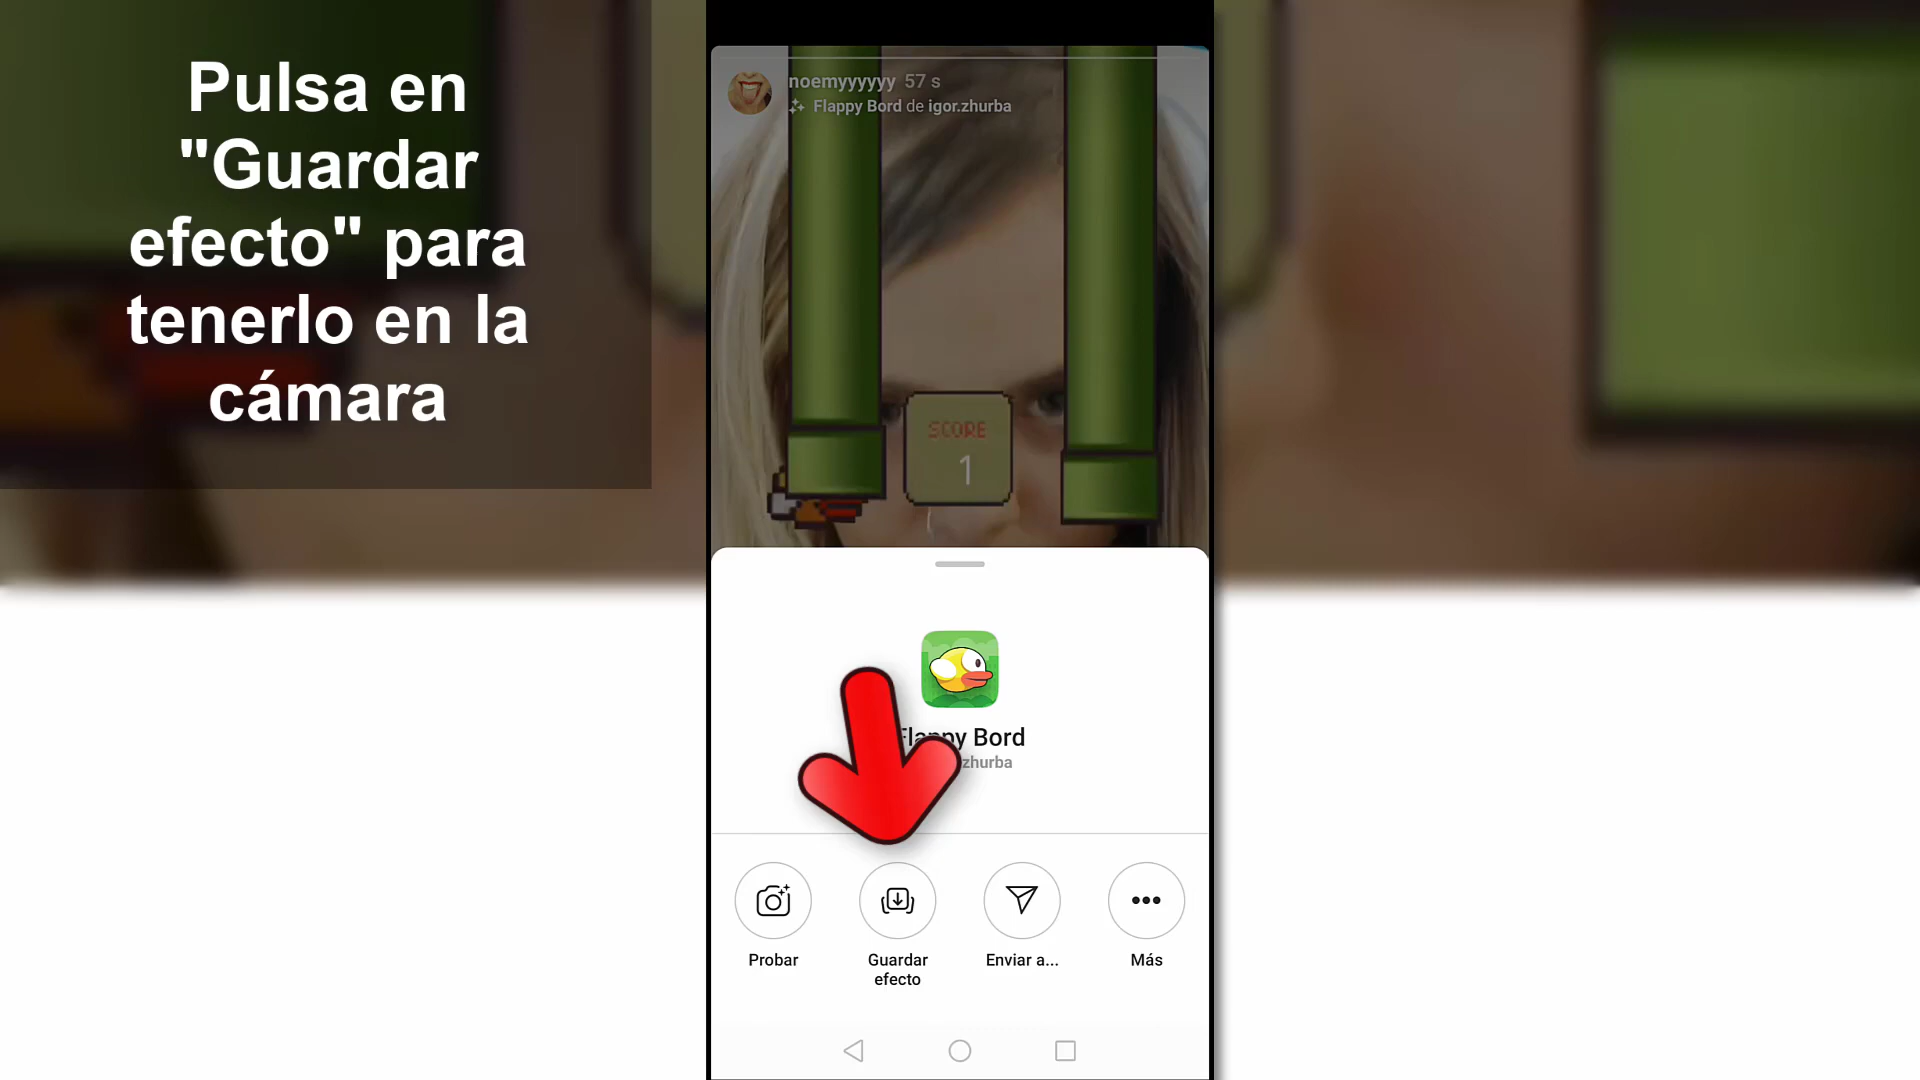 Pulsa en
"Guardar
efecto" para
tenerlo en la
cámara
noemyyyyyy 57 s
Flappy Bord de igor.zhurba
SCORE
1
Flappy Bord
zhurba
Probar
Guardar
efecto
Enviar a...
Más